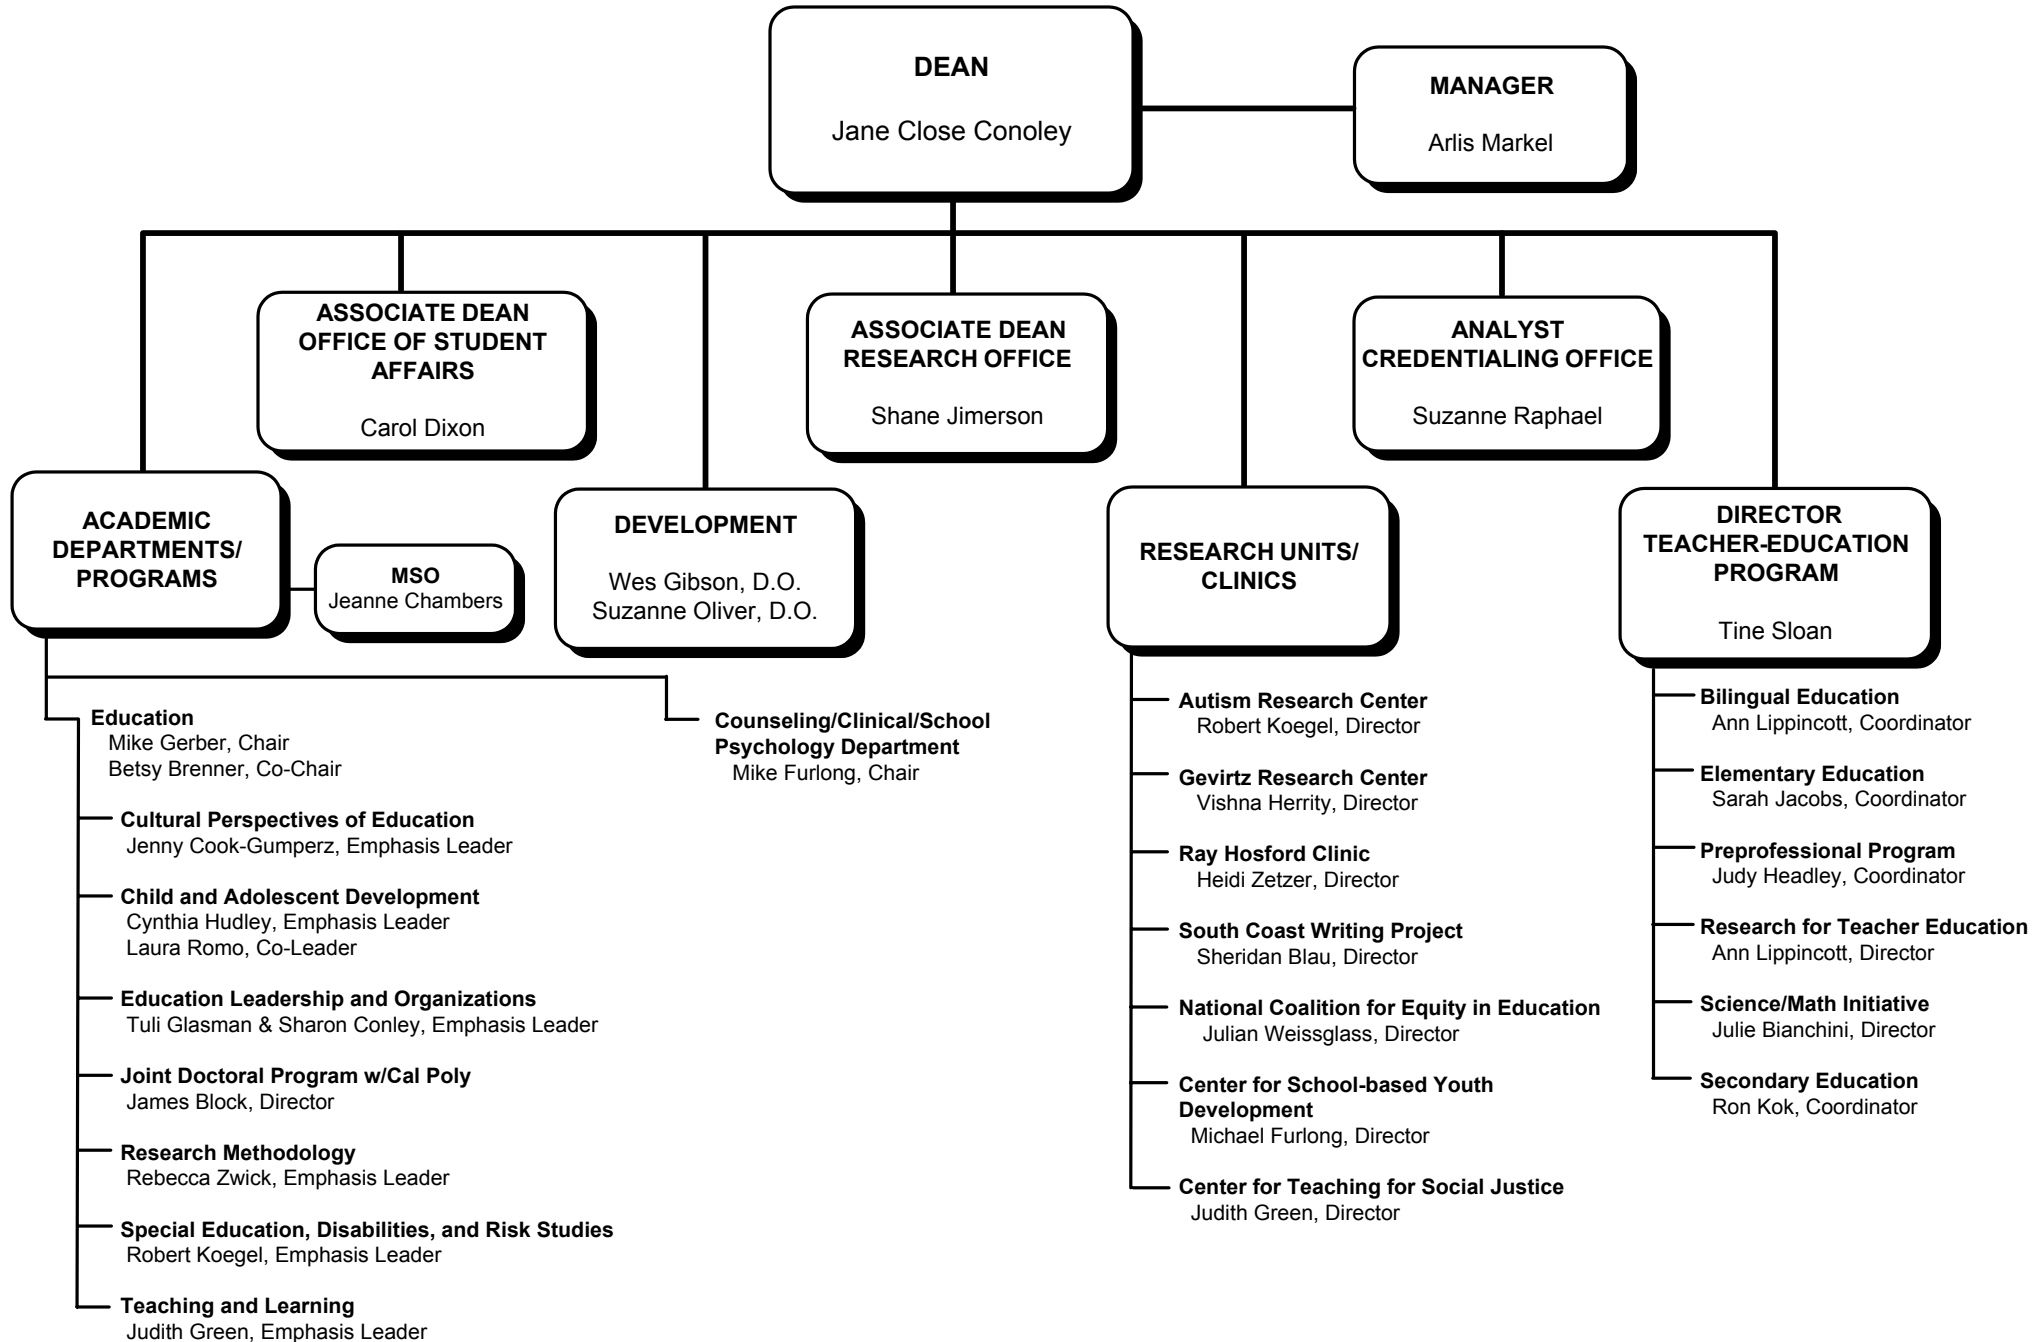 DEAN
Jane Close Conoley
MANAGER
Arlis Markel
ASSOCIATE DEAN
OFFICE OF STUDENT
AFFAIRS
Carol Dixon
ASSOCIATE DEAN
RESEARCH OFFICE
Shane Jimerson
ANALYST
CREDENTIALING OFFICE
Suzanne Raphael
ACADEMIC
DEPARTMENTS/
PROGRAMS
MSO
Jeanne Chambers
DEVELOPMENT
Wes Gibson, D.O.
Suzanne Oliver, D.O.
RESEARCH UNITS/
CLINICS
DIRECTOR
TEACHER-EDUCATION
PROGRAM
Tine Sloan
Education
Mike Gerber, Chair
Betsy Brenner, Co-Chair
Cultural Perspectives of Education
Jenny Cook-Gumperz, Emphasis Leader
Child and Adolescent Development
Cynthia Hudley, Emphasis Leader
Laura Romo, Co-Leader
Education Leadership and Organizations
Tuli Glasman & Sharon Conley, Emphasis Leader
Joint Doctoral Program w/Cal Poly
James Block, Director
Research Methodology
Rebecca Zwick, Emphasis Leader
Special Education, Disabilities, and Risk Studies
Robert Koegel, Emphasis Leader
Teaching and Learning
Judith Green, Emphasis Leader
Counseling/Clinical/School
Psychology Department
Mike Furlong, Chair
Autism Research Center
Robert Koegel, Director
Gevirtz Research Center
Vishna Herrity, Director
Ray Hosford Clinic
Heidi Zetzer, Director
South Coast Writing Project
Sheridan Blau, Director
National Coalition for Equity in Education
Julian Weissglass, Director
Center for School-based Youth
Development
Michael Furlong, Director
Center for Teaching for Social Justice
Judith Green, Director
Bilingual Education
Ann Lippincott, Coordinator
Elementary Education
Sarah Jacobs, Coordinator
Preprofessional Program
Judy Headley, Coordinator
Research for Teacher Education
Ann Lippincott, Director
Science/Math Initiative
Julie Bianchini, Director
Secondary Education
Ron Kok, Coordinator